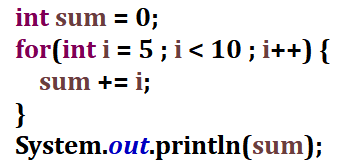 int sum = 0;
for(int i = 5 ; i < 10 ; i++) {
sum += i;
}
System.out.println(sum);